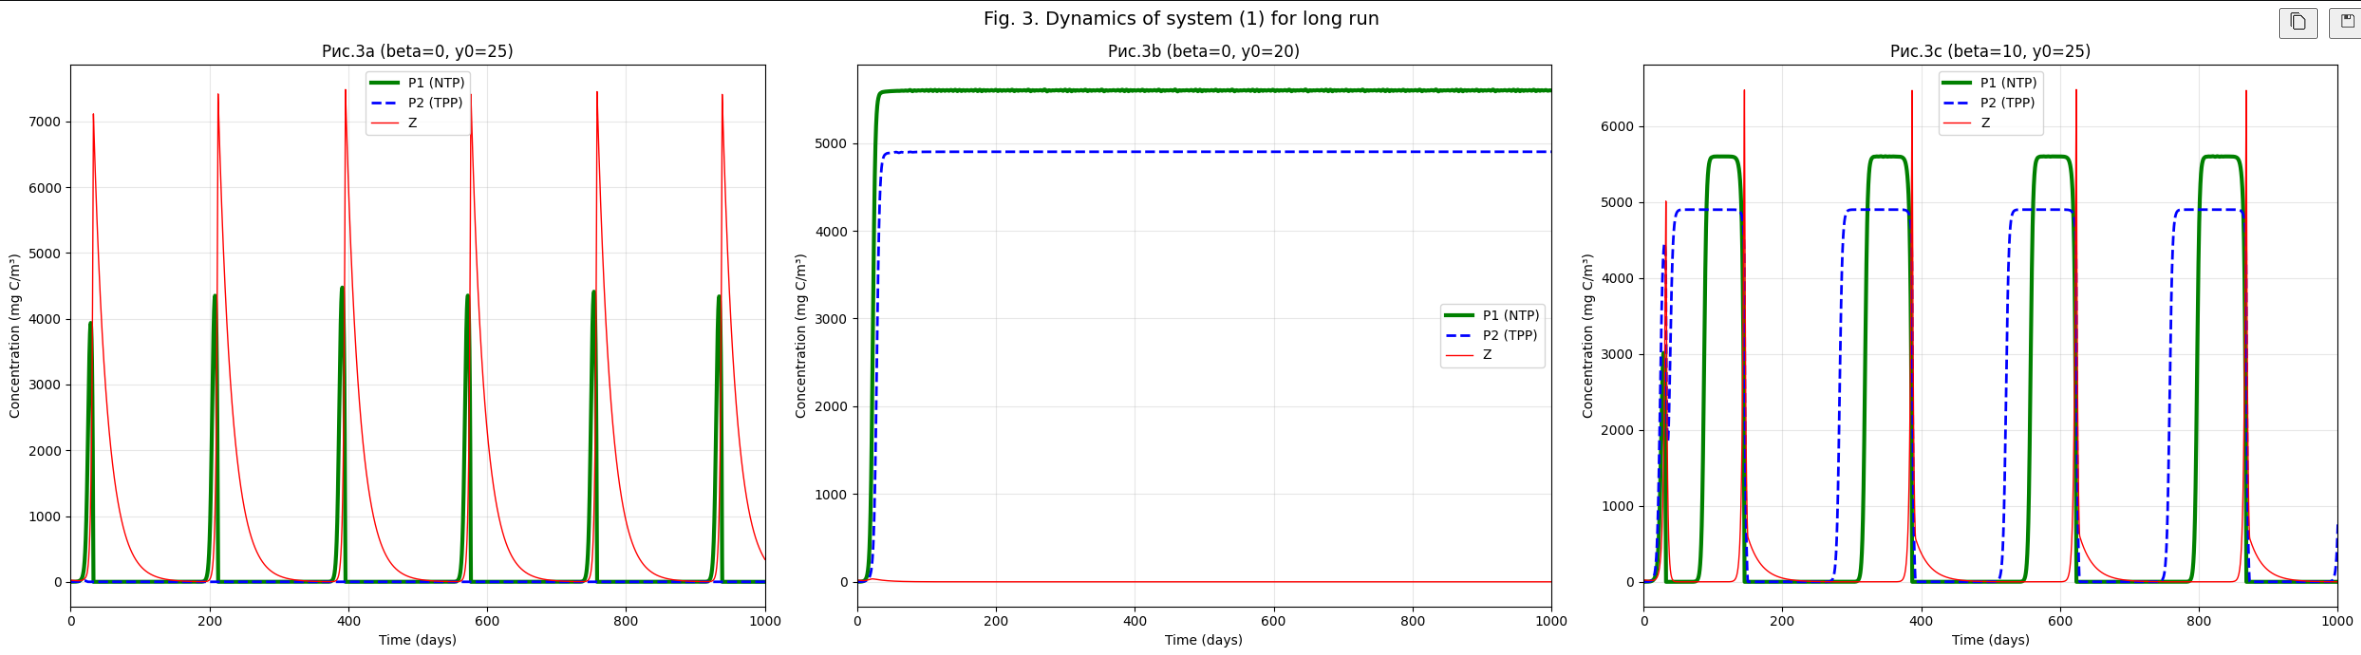 Fig. 3. Dynamics of system (1) for long run
Рис.3a (beta=0, y0=25)
Concentration (mg C/m³)
7000
6000
5000
4000
3000
2000
1000
0
P1 (NTP)
P2 (TPP)
Z
0 200 400 600 800 1000
Time (days)
Рис.3b (beta=0, y0=20)
Concentration (mg C/m³)
5000
4000
3000
2000
1000
0
P1 (NTP)
P2 (TPP)
Z
0 200 400 600 800 1000
Time (days)
Рис.3c (beta=10, y0=25)
Concentration (mg C/m³)
6000
5000
4000
3000
2000
1000
0
P1 (NTP)
P2 (TPP)
Z
0 200 400 600 800 1000
Time (days)